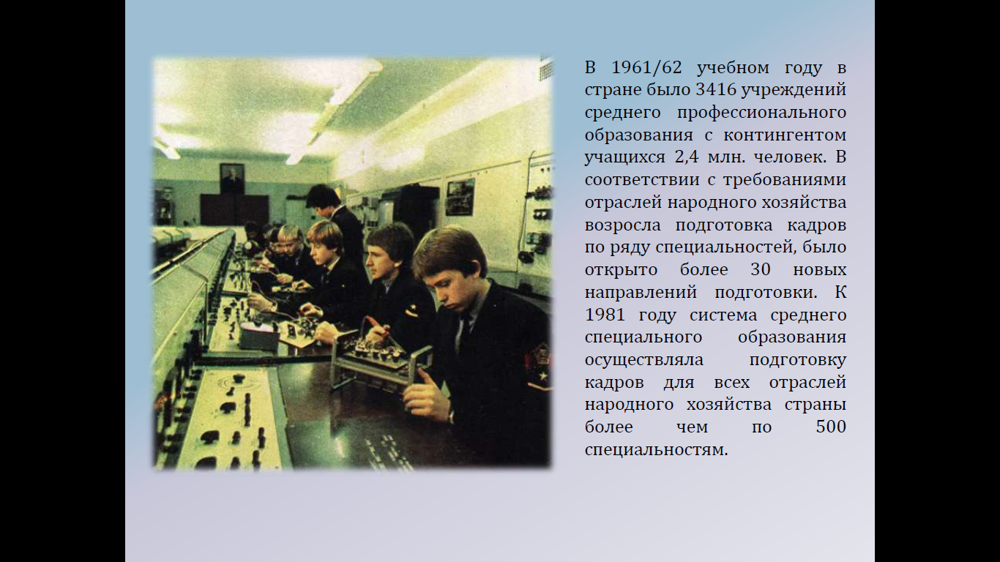 В 1961/62 учебном году в
стране было 3416 учреждений
среднего профессионального
образования с контингентом
учащихся 2,4 млн. человек. В
соответствии с требованиями
отраслей народного хозяйства
возросла подготовка кадров
по ряду специальностей, было
открыто более 30 новых
направлений подготовки. К
1981 году система среднего
специального образования
осуществляла подготовку
кадров для всех отраслей
народного хозяйства страны
более чем по 500
специальностям.